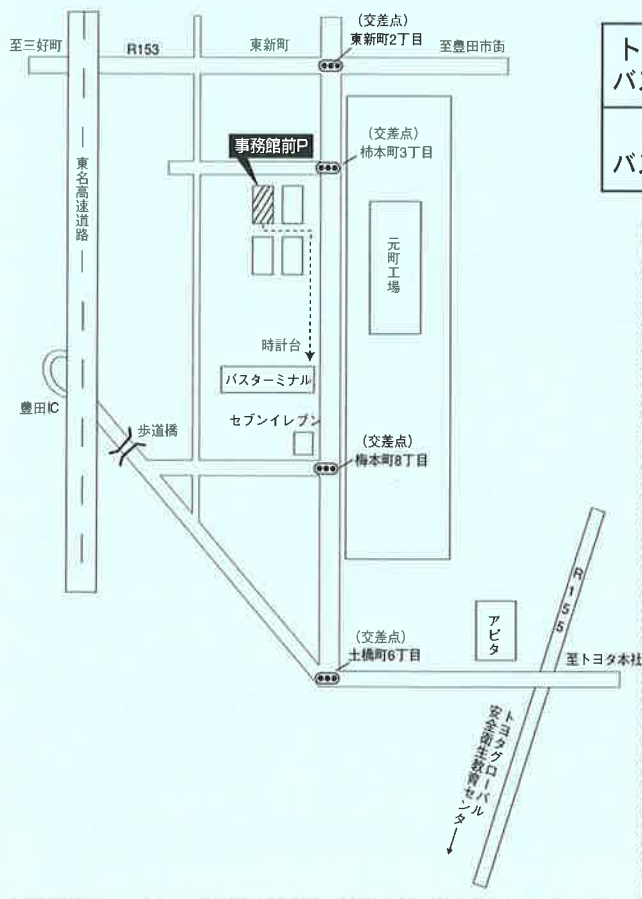 (交差点)
東新町2丁目
至三好町
R153
東新町
至豊田市街
ト
バス
バス
事務館前P
(交差点)
柿本町3丁目
東名高速道路
元町工場
時計台
バスターミナル
豊田IC
セブンイレブン
歩道橋
(交差点)
梅本町8丁目
R155
アピタ
(交差点)
土橋町6丁目
至トヨタ本社
トヨタグローバル
安全衛生教育センタ